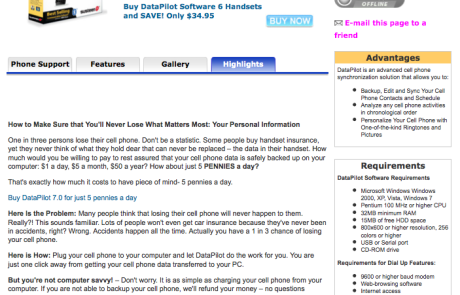 Buy DataPilot Software 6 Handsets
and SAVE! Only $34.95
BUY NOW
OFFLINE
E-mail this page to a
friend
Phone Support
Features
Gallery
Highlights
Advantages
DataPilot is an advanced cell phone
synchronization solution that allows you to:
Backup, Edit and Sync Your Cell
Phone Contacts and Schedule
Analyze any cell phone activities
in chronological order
Personalize Your Cell Phone with
One-of-the-kind Ringtones and
Pictures
How to Make Sure that You'll Never Lose What Matters Most: Your Personal Information
One in three persons lose their cell phone. Don't be a statistic. Some people buy handset insurance,
yet they never think of what they hold dear that can never be replaced – the data in their handset. How
much would you be willing to pay to rest assured that your cell phone data is safely backed up on your
computer: $1 a day, $5 a month, $50 a year? How about just 5 PENNIES a day?
That's exactly how much it costs to have piece of mind- 5 pennies a day.
Buy DataPilot 7.0 for just 5 pennies a day
Here Is the Problem: Many people think that losing their cell phone will never happen to them.
Really?! This sounds familiar. Lots of people won't even get car insurance because they've never been
in accidents, right? Wrong. Accidents happen all the time. Actually you have a 1 in 3 chance of losing
your cell phone.
Here is How: Plug your cell phone to your computer and let DataPilot do the work for you. You are
just one click away from getting your cell phone data transferred to your PC.
But you're not computer savvy! – Don't worry. It is as simple as charging your cell phone from your
computer. If you are not able to backup your cell phone, we'll refund your money – no questions
Requirements
DataPilot Software Requirements
Microsoft Windows Windows
2000, XP, Vista, Windows 7
Pentium 100 MHz or higher CPU
32MB minimum RAM
15MB of free HDD space
800x600 or higher resolution, 256
colors or higher
USB or Serial port
CD-ROM drive
Requirements for Dial Up Features:
9600 or higher baud modem
Web-browsing software
Internet access